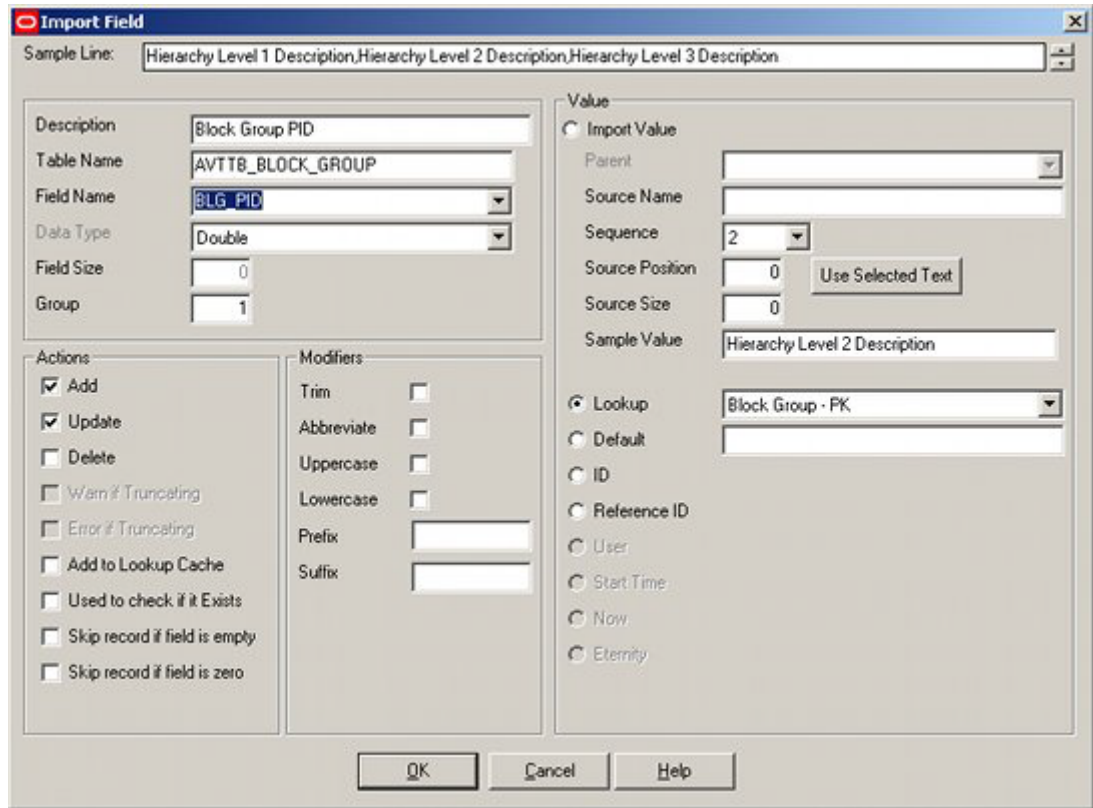 Import Field
Sample Line: Hierarchy Level 1 Description,Hierarchy Level 2 Description,Hierarchy Level 3 Description
Description Block Group PID
Table Name AVTTB_BLOCK_GROUP
Field Name BLG_PID
Data Type Double
Field Size 0
Group 1
Value
Import Value
Parent
Source Name
Sequence 2
Source Position 0 Use Selected Text
Source Size 0
Sample Value Hierarchy Level 2 Description
Lookup Block Group - PK
Default
ID
Reference ID
User
Start Time
Now
Eternity
Actions
Add
Update
Delete
Warn if Truncating
Error if Truncating
Add to Lookup Cache
Used to check if it Exists
Skip record if field is empty
Skip record if field is zero
Modifiers
Trim
Abbreviate
Uppercase
Lowercase
Prefix
Suffix
OK Cancel Help